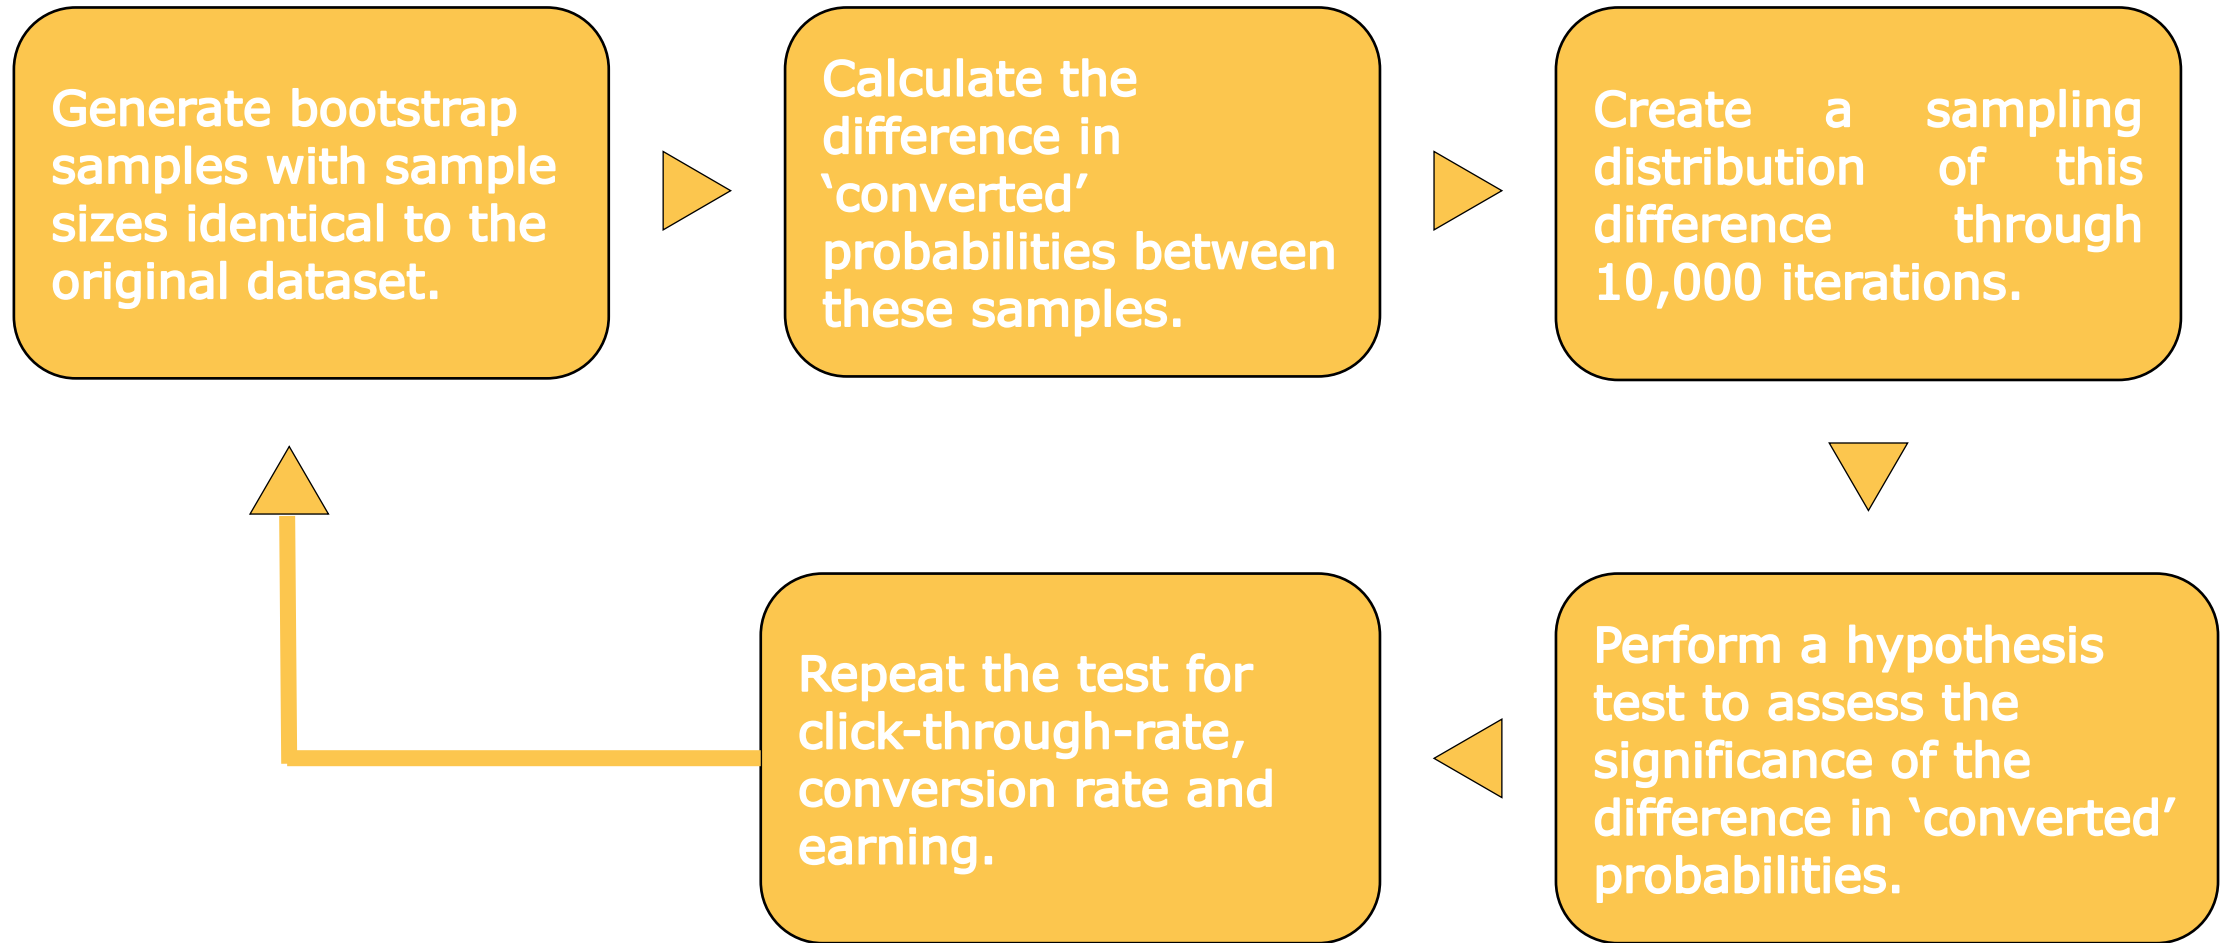 Generate bootstrap
samples with sample
sizes identical to the
original dataset.
Calculate the
difference in
‘converted’
probabilities between
these samples.
Create a sampling
distribution of this
difference through
10,000 iterations.
Perform a hypothesis
test to assess the
significance of the
difference in ‘converted’
probabilities.
Repeat the test for
click-through-rate,
conversion rate and
earning.